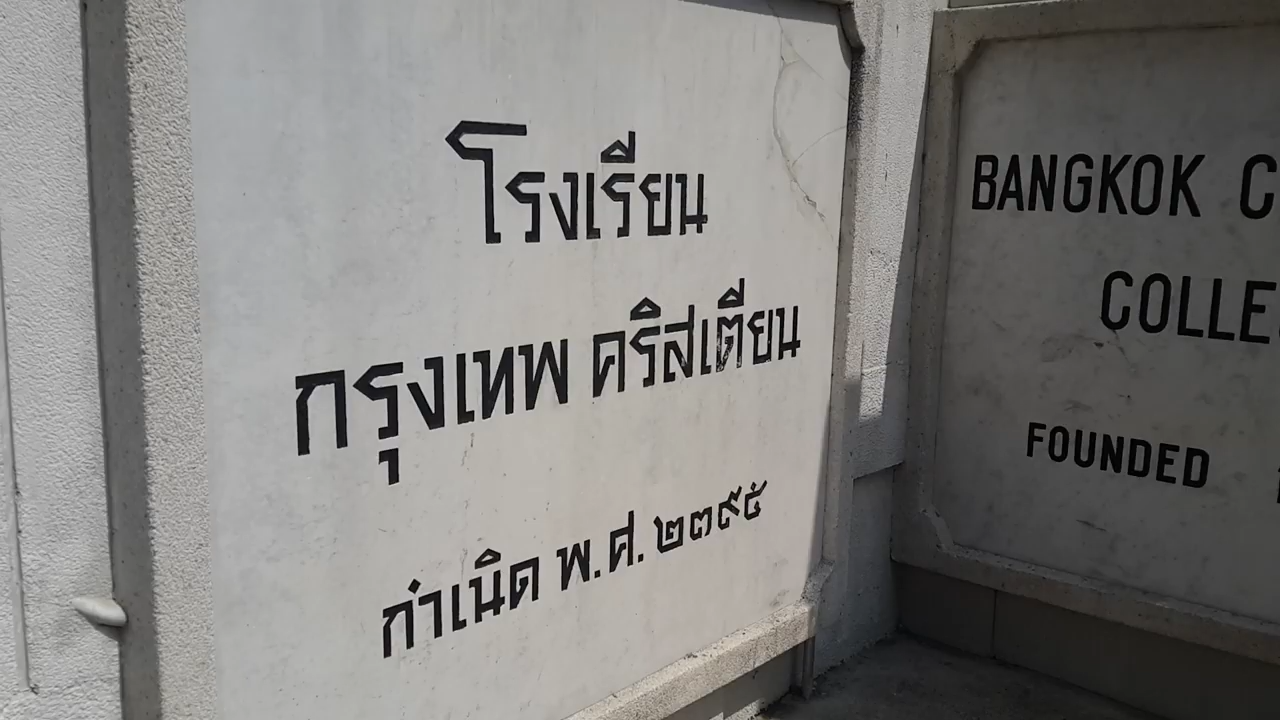 โรงเรียน
กรุงเทพ คริสเตียน
กำเนิด พ.ศ. ๒๓๙๕
BANGKOK C
COLLE
FOUNDED